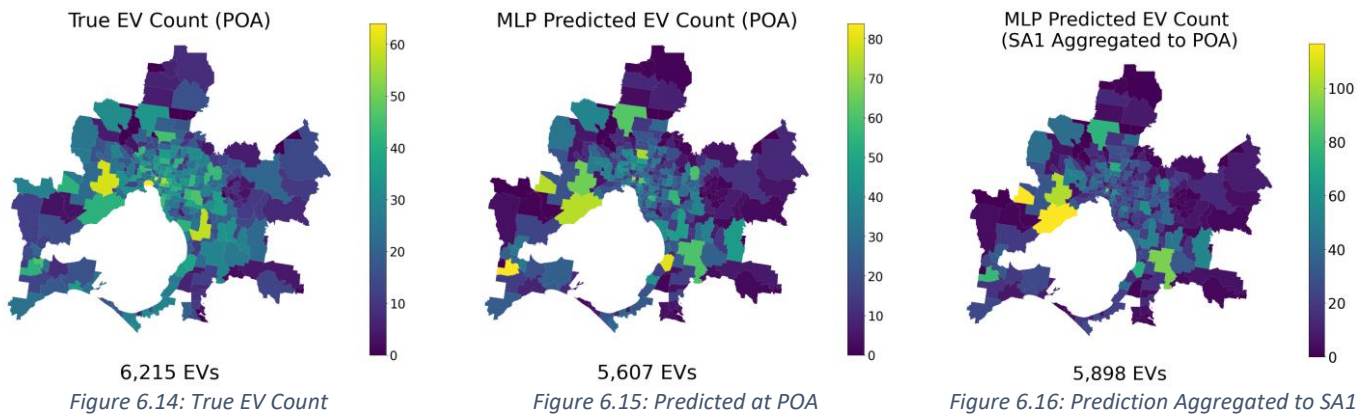 True EV Count (POA)
60
50
40
30
20
10
0
6,215 EVs
Figure 6.14: True EV Count
MLP Predicted EV Count (POA)
80
70
60
50
40
30
20
10
0
5,607 EVs
Figure 6.15: Predicted at POA
MLP Predicted EV Count
(SA1 Aggregated to POA)
100
80
60
40
20
0
5,898 EVs
Figure 6.16: Prediction Aggregated to SA1